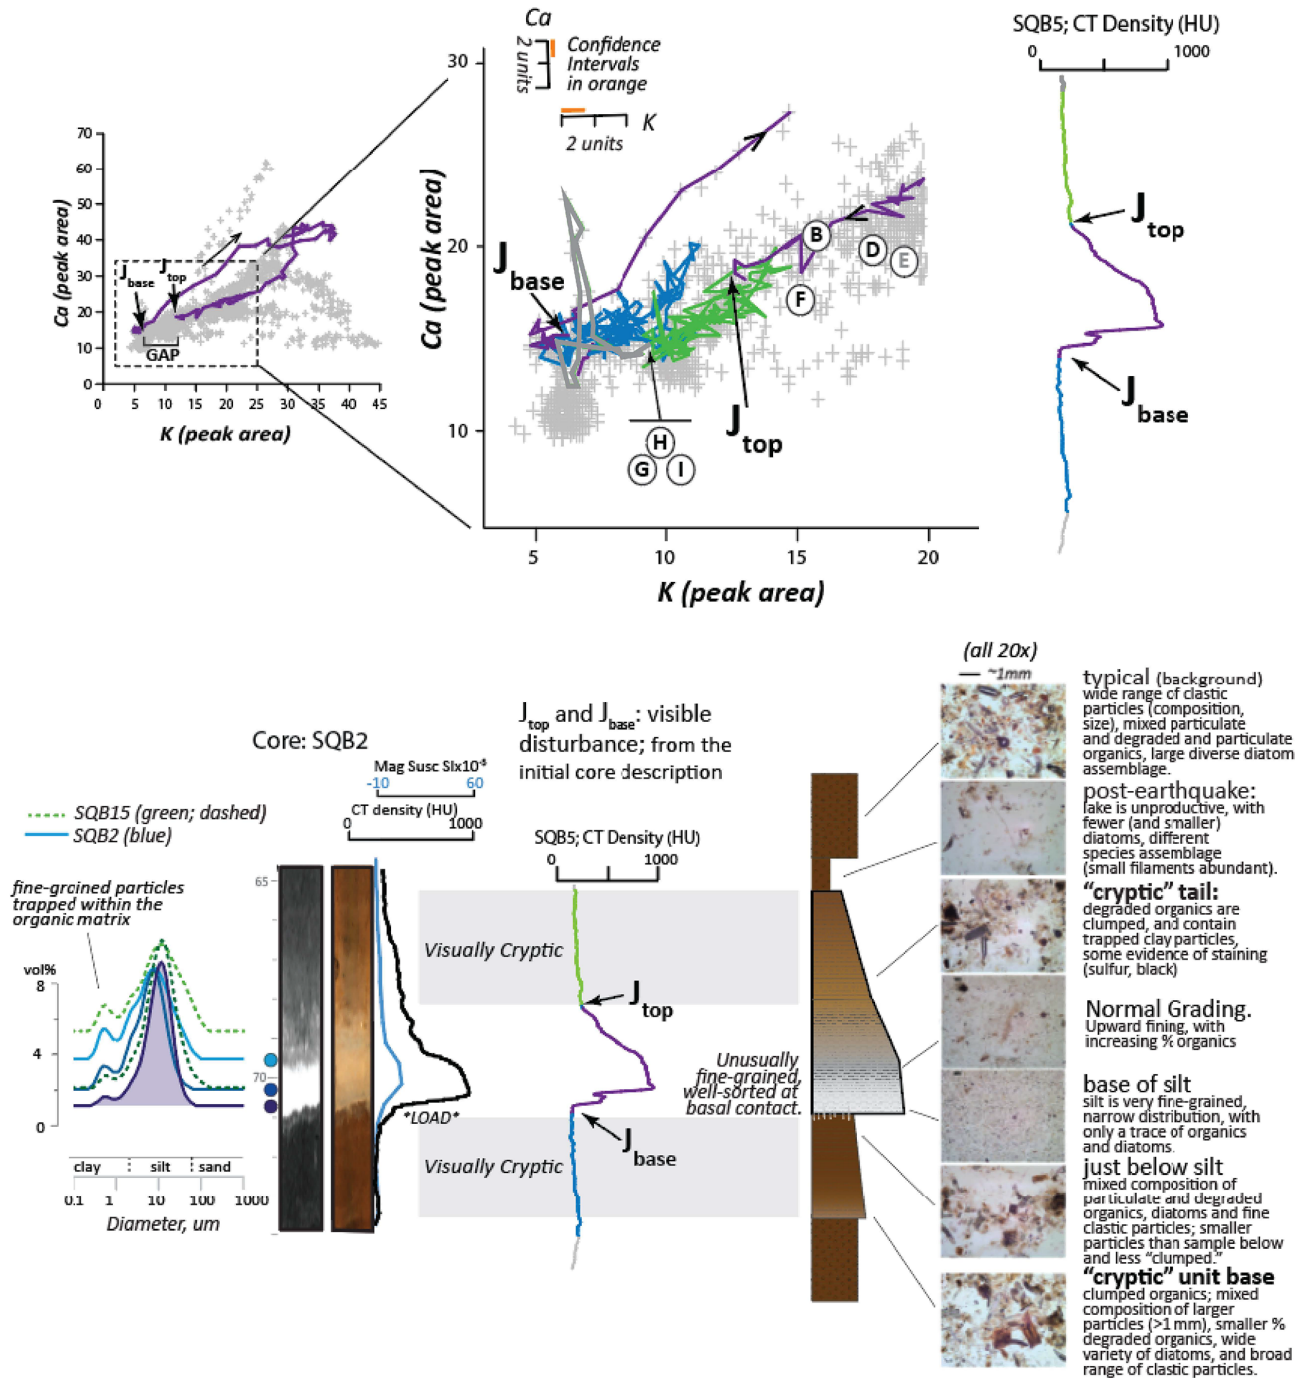 Ca
2 units
Confidence
Intervals
in orange
K
2 units
SQB5; CT Density (HU)
0
1000
J top
J base
Ca (peak area)
70
60
50
40
30
20
10
0
J base
J top
GAP
0 5 10 15 20 25 30 35 40 45
K (peak area)
Ca (peak area)
30
20
10
J base
B
D
E
F
H
G
I
J top
5 10 15 20
K (peak area)
Core: SQB2
J top and J base: visible
disturbance; from the
initial core description
Mag Susc SIx10-5
-10 60
CT density (HU)
0 1000
SQB15 (green; dashed)
SQB2 (blue)
fine-groined particles
trapped within the
organic matrix
vol%
8
4
0
clay silt sand
0.1 1 10 100 1000
Diameter, um
65
70
*LOAD*
SQB5; CT Density (HU)
0 1000
Visually Cryptic
J top
Visually Cryptic
J base
Unusually
fine-grained,
well-sorted at
basal contact.
(all 20x)
~1mm
typical (background)
wide range of clastic
particles (composition,
size), mixed particulate
and degraded and particulate
organics, large diverse diatom
assemblage.
post-earthquake:
lake is unproductive, with
fewer (and smaller)
diatoms, different
species assemblage
(small filaments abundant).
“cryptic” tail:
degraded organics are
clumped, and contain
trapped clay particles,
some evidence of staining
(sulfur, black)
Normal Grading.
Upward fining, with
increasing % organics
base of silt
silt is very fine-grained,
narrow distribution, with
only a trace of organics
and diatoms.
just below silt
mixed composition of
particulate and degraded
organics, diatoms and fine
clastic particles; smaller
particles than sample below
and less “clumped.”
“cryptic” unit base
clumped organics; mixed
composition of larger
particles (>1mm), smaller %
degraded organics, wide
variety of diatoms, and broad
range of clastic particles.